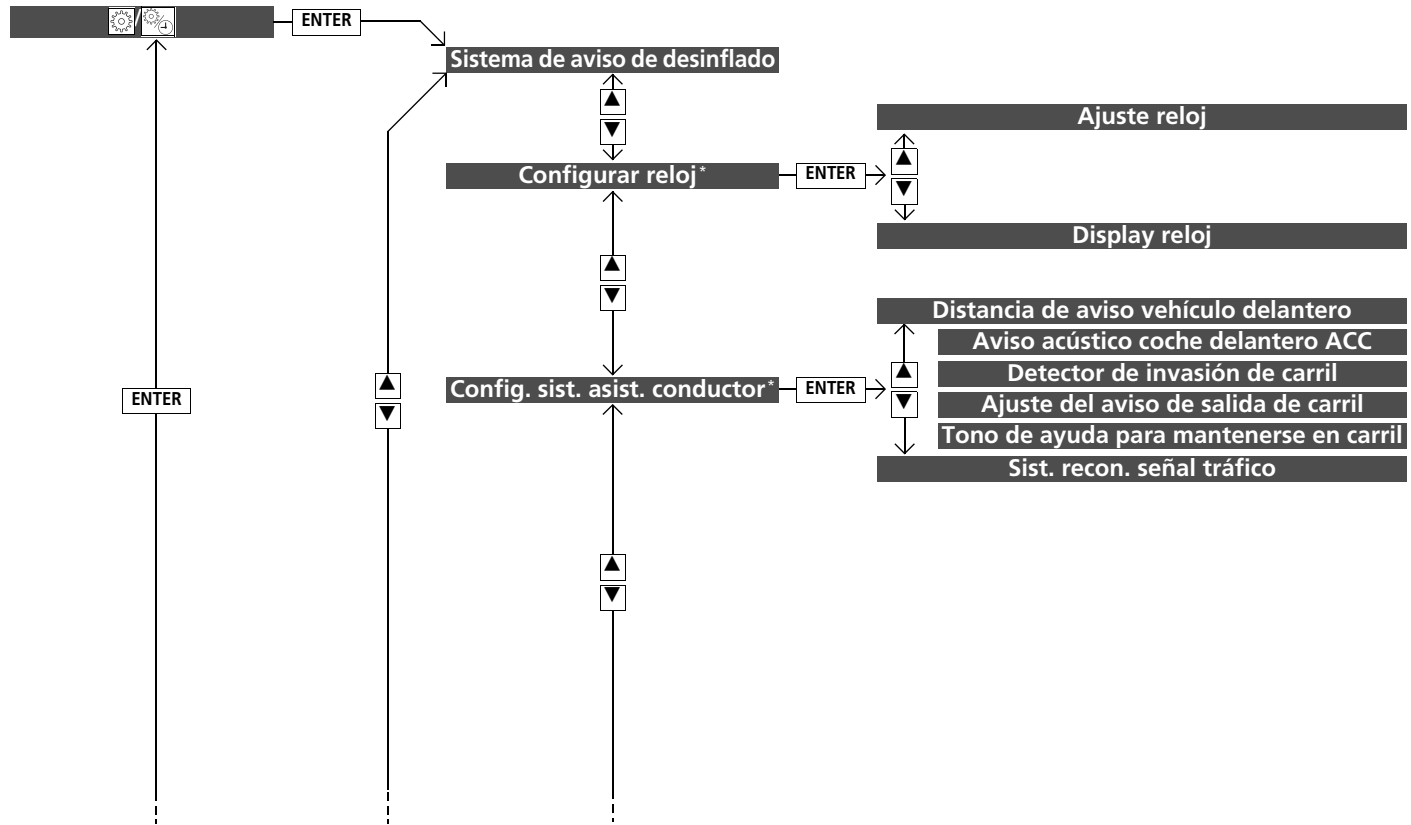 ENTER
Sistema de aviso de desinflado
▲
▼
Ajuste reloj
Configurar reloj*
ENTER
▲
▼
Display reloj
▲
▼
Distancia de aviso vehículo delantero
Aviso acústico coche delantero ACC
Detector de invasión de carril
Config. sist. asist. conductor*
ENTER
▲
▼
Ajuste del aviso de salida de carril
Tono de ayuda para mantenerse en carril
Sist. recon. señal tráfico
ENTER
▲
▼
▲
▼